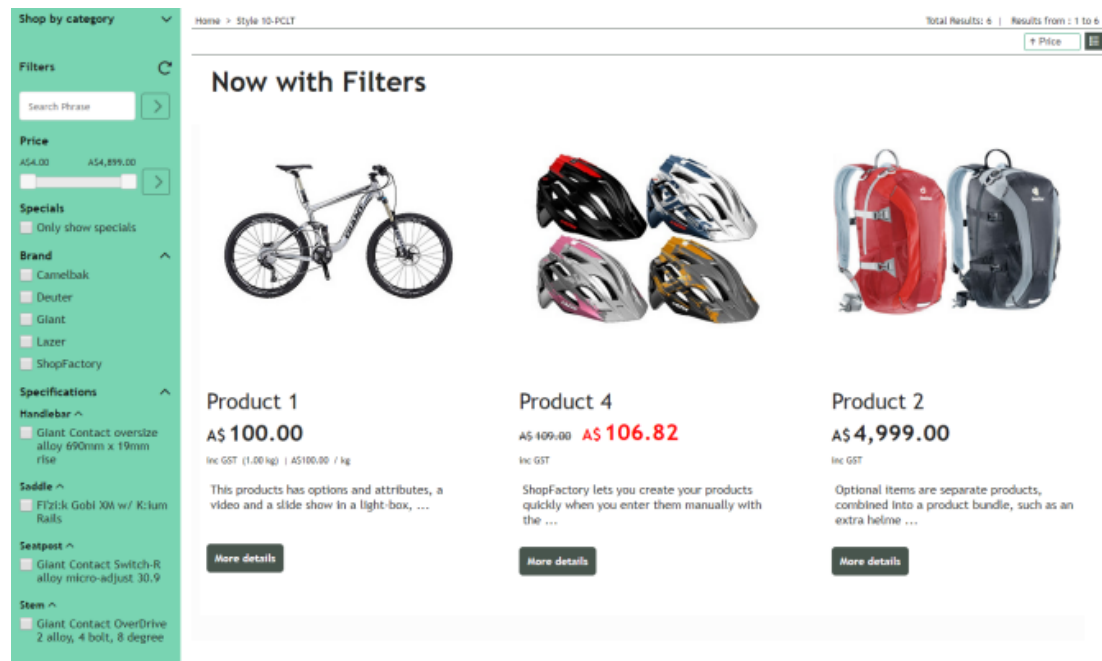 Shop by category
Home > Style 10-PCLT
Total Results: 6 | Results from : 1 to 6
↑ Price
Filters
Search Phrase
Price
A$4.00 A$4,899.00
Specials
Only show specials
Brand
Camelbak
Deuter
Giant
Lazer
ShopFactory
Specifications
Handlebar
Giant Contact oversize
alloy 690mm x 19mm
rise
Saddle
Fi'zi:k Gobi XM w/ K:ium
Rails
Seatpost
Giant Contact Switch-R
alloy micro-adjust 30.9
Stem
Giant Contact OverDrive
2 alloy, 4 bolt, 8 degree
Now with Filters
GIANT
Product 1
A$ 100.00
inc GST (1.00 kg) | A$100.00 / kg
This products has options and attributes, a
video and a slide show in a light-box, ...
More details
Product 4
A$ 109.00 A$ 106.82
inc GST
ShopFactory lets you create your products
quickly when you enter them manually with
the ...
More details
Product 2
A$ 4,999.00
inc GST
Optional items are separate products,
combined into a product bundle, such as an
extra helme ...
More details